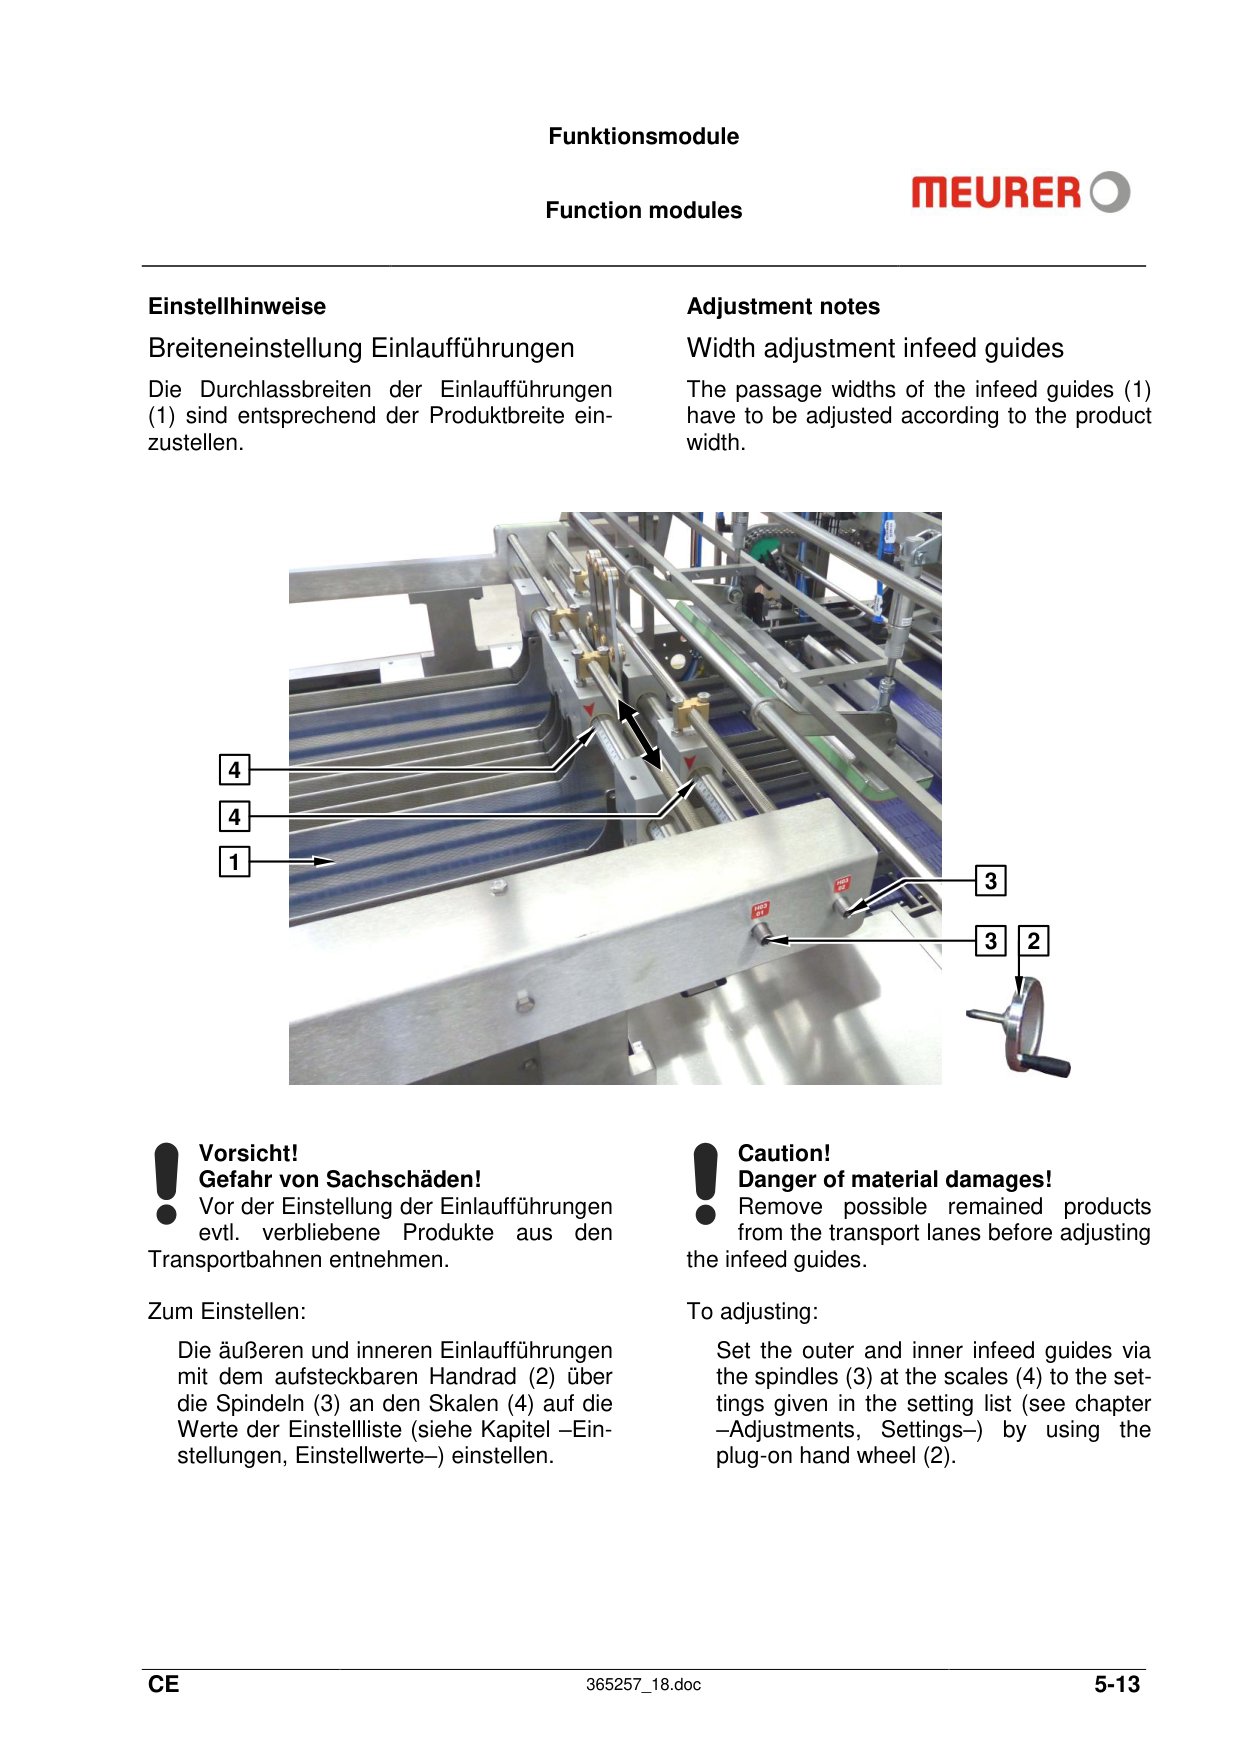 Funktionsmodule
Function modules
MEURER
Einstellhinweise
Breiteneinstellung Einlaufführungen
Die Durchlassbreiten der Einlaufführungen
(1) sind entsprechend der Produktbreite ein-
zustellen.
Adjustment notes
Width adjustment infeed guides
The passage widths of the infeed guides (1)
have to be adjusted according to the product
width.
4
4
1
3
3
2
H03
02
H03
01
Vorsicht!
Gefahr von Sachschäden!
Vor der Einstellung der Einlaufführungen
evtl. verbliebene Produkte aus den
Transportbahnen entnehmen.
Zum Einstellen:
Die äußeren und inneren Einlaufführungen
mit dem aufsteckbaren Handrad (2) über
die Spindeln (3) an den Skalen (4) auf die
Werte der Einstellliste (siehe Kapitel –Ein-
stellungen, Einstellwerte–) einstellen.
Caution!
Danger of material damages!
Remove possible remained products
from the transport lanes before adjusting
the infeed guides.
To adjusting:
Set the outer and inner infeed guides via
the spindles (3) at the scales (4) to the set-
tings given in the setting list (see chapter
–Adjustments, Settings–) by using the
plug-on hand wheel (2).
CE
365257_18.doc
5-13